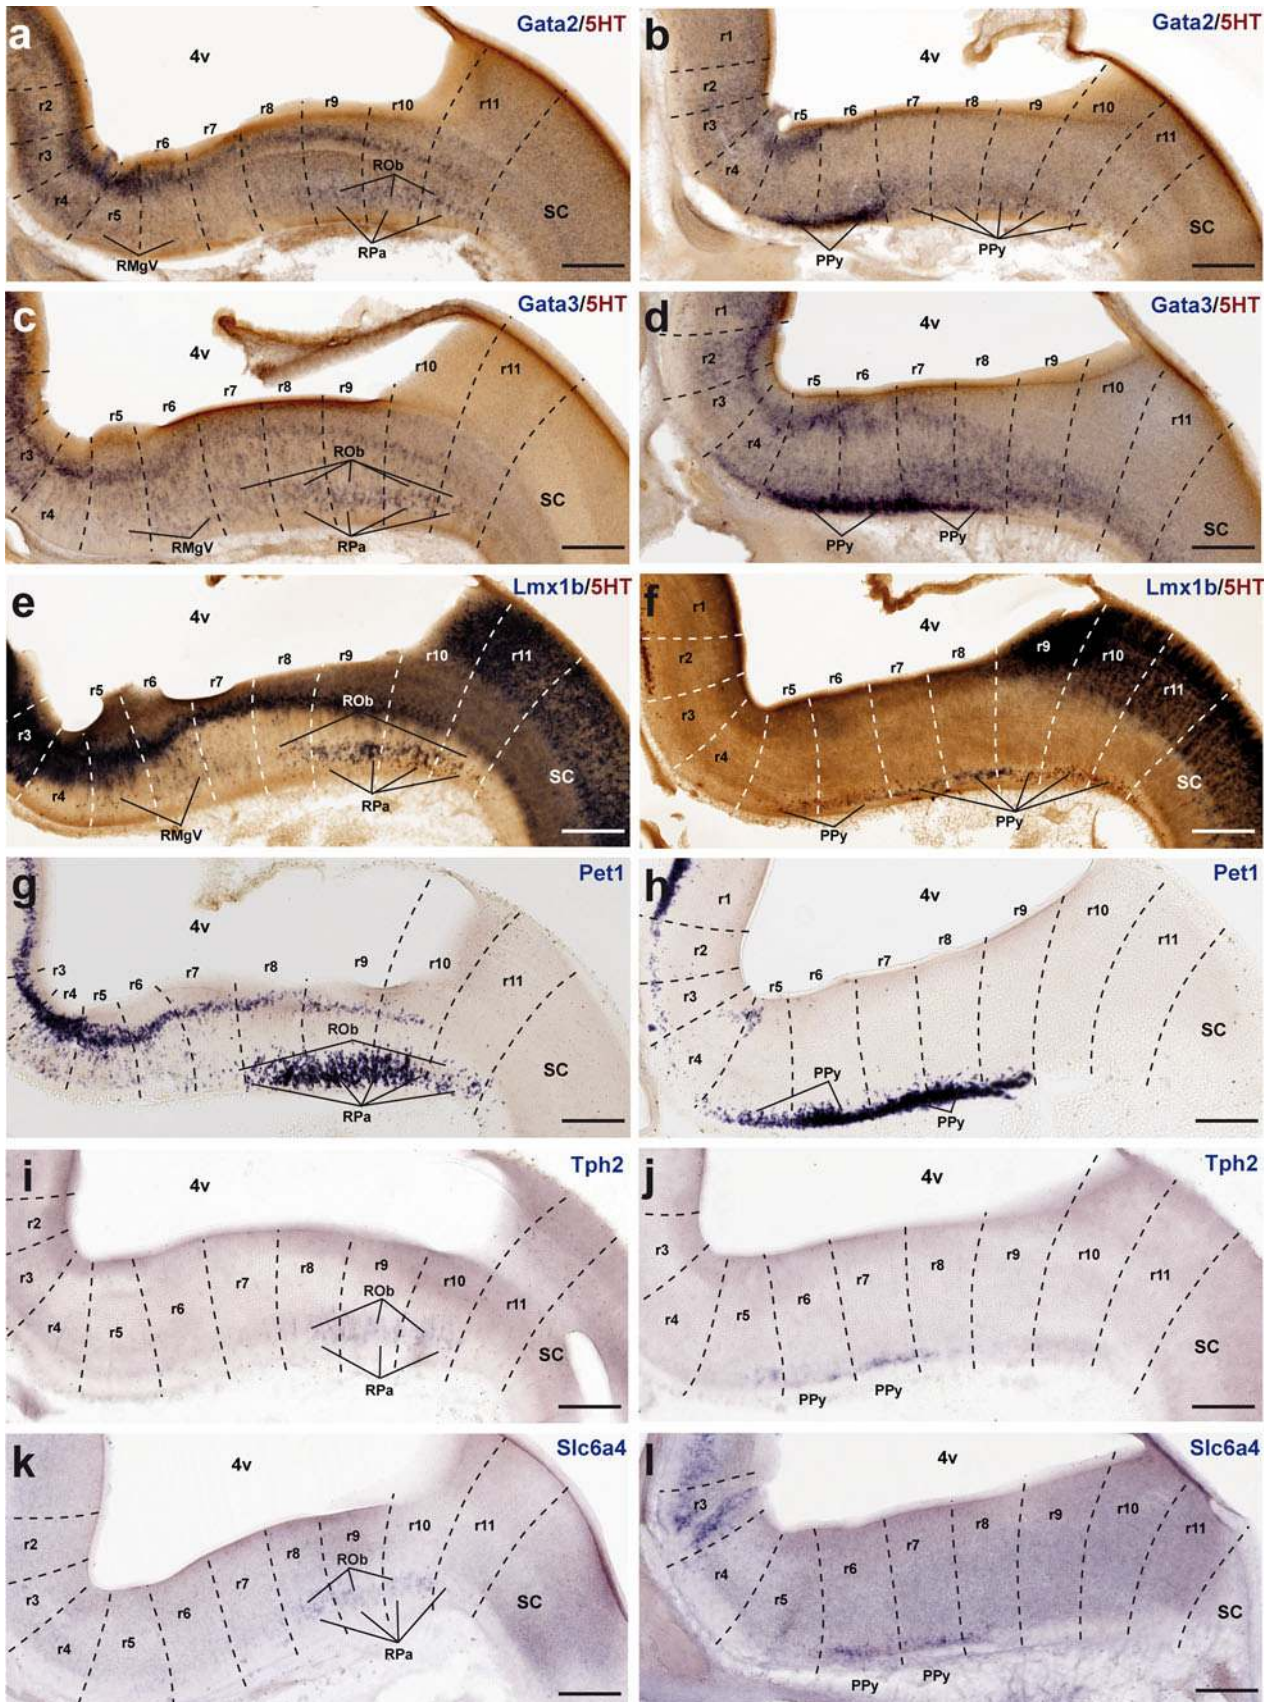 a
Gata2/5HT
4v
r2
r3
r4
r5
r6
r7
r8
r9
r10
r11
ROb
RMgV
RPa
SC
b
Gata2/5HT
r1
4v
r2
r3
r4
r5
r6
r7
r8
r9
r10
r11
PPy
PPy
SC
c
Gata3/5HT
4v
r3
r4
r5
r6
r7
r8
r9
r10
r11
ROb
RMgV
RPa
SC
d
Gata3/5HT
r1
4v
r2
r3
r4
r5
r6
r7
r8
r9
r10
r11
PPy
PPy
SC
e
Lmx1b/5HT
4v
r3
r4
r5
r6
r7
r8
r9
r10
r11
ROb
RMgV
RPa
SC
f
Lmx1b/5HT
r1
4v
r2
r3
r4
r5
r6
r7
r8
r9
r10
r11
PPy
PPy
SC
g
Pet1
4v
r3
r4
r5
r6
r7
r8
r9
r10
r11
ROb
RPa
SC
h
Pet1
r1
4v
r2
r3
r4
r5
r6
r7
r8
r9
r10
r11
PPy
PPy
SC
i
Tph2
4v
r2
r3
r4
r5
r6
r7
r8
r9
r10
r11
ROb
RPa
SC
j
Tph2
4v
r3
r4
r5
r6
r7
r8
r9
r10
r11
PPy
PPy
SC
k
Slc6a4
4v
r2
r3
r4
r5
r6
r7
r8
r9
r10
r11
ROb
RPa
SC
l
Slc6a4
4v
r3
r4
r5
r6
r7
r8
r9
r10
r11
PPy
PPy
SC